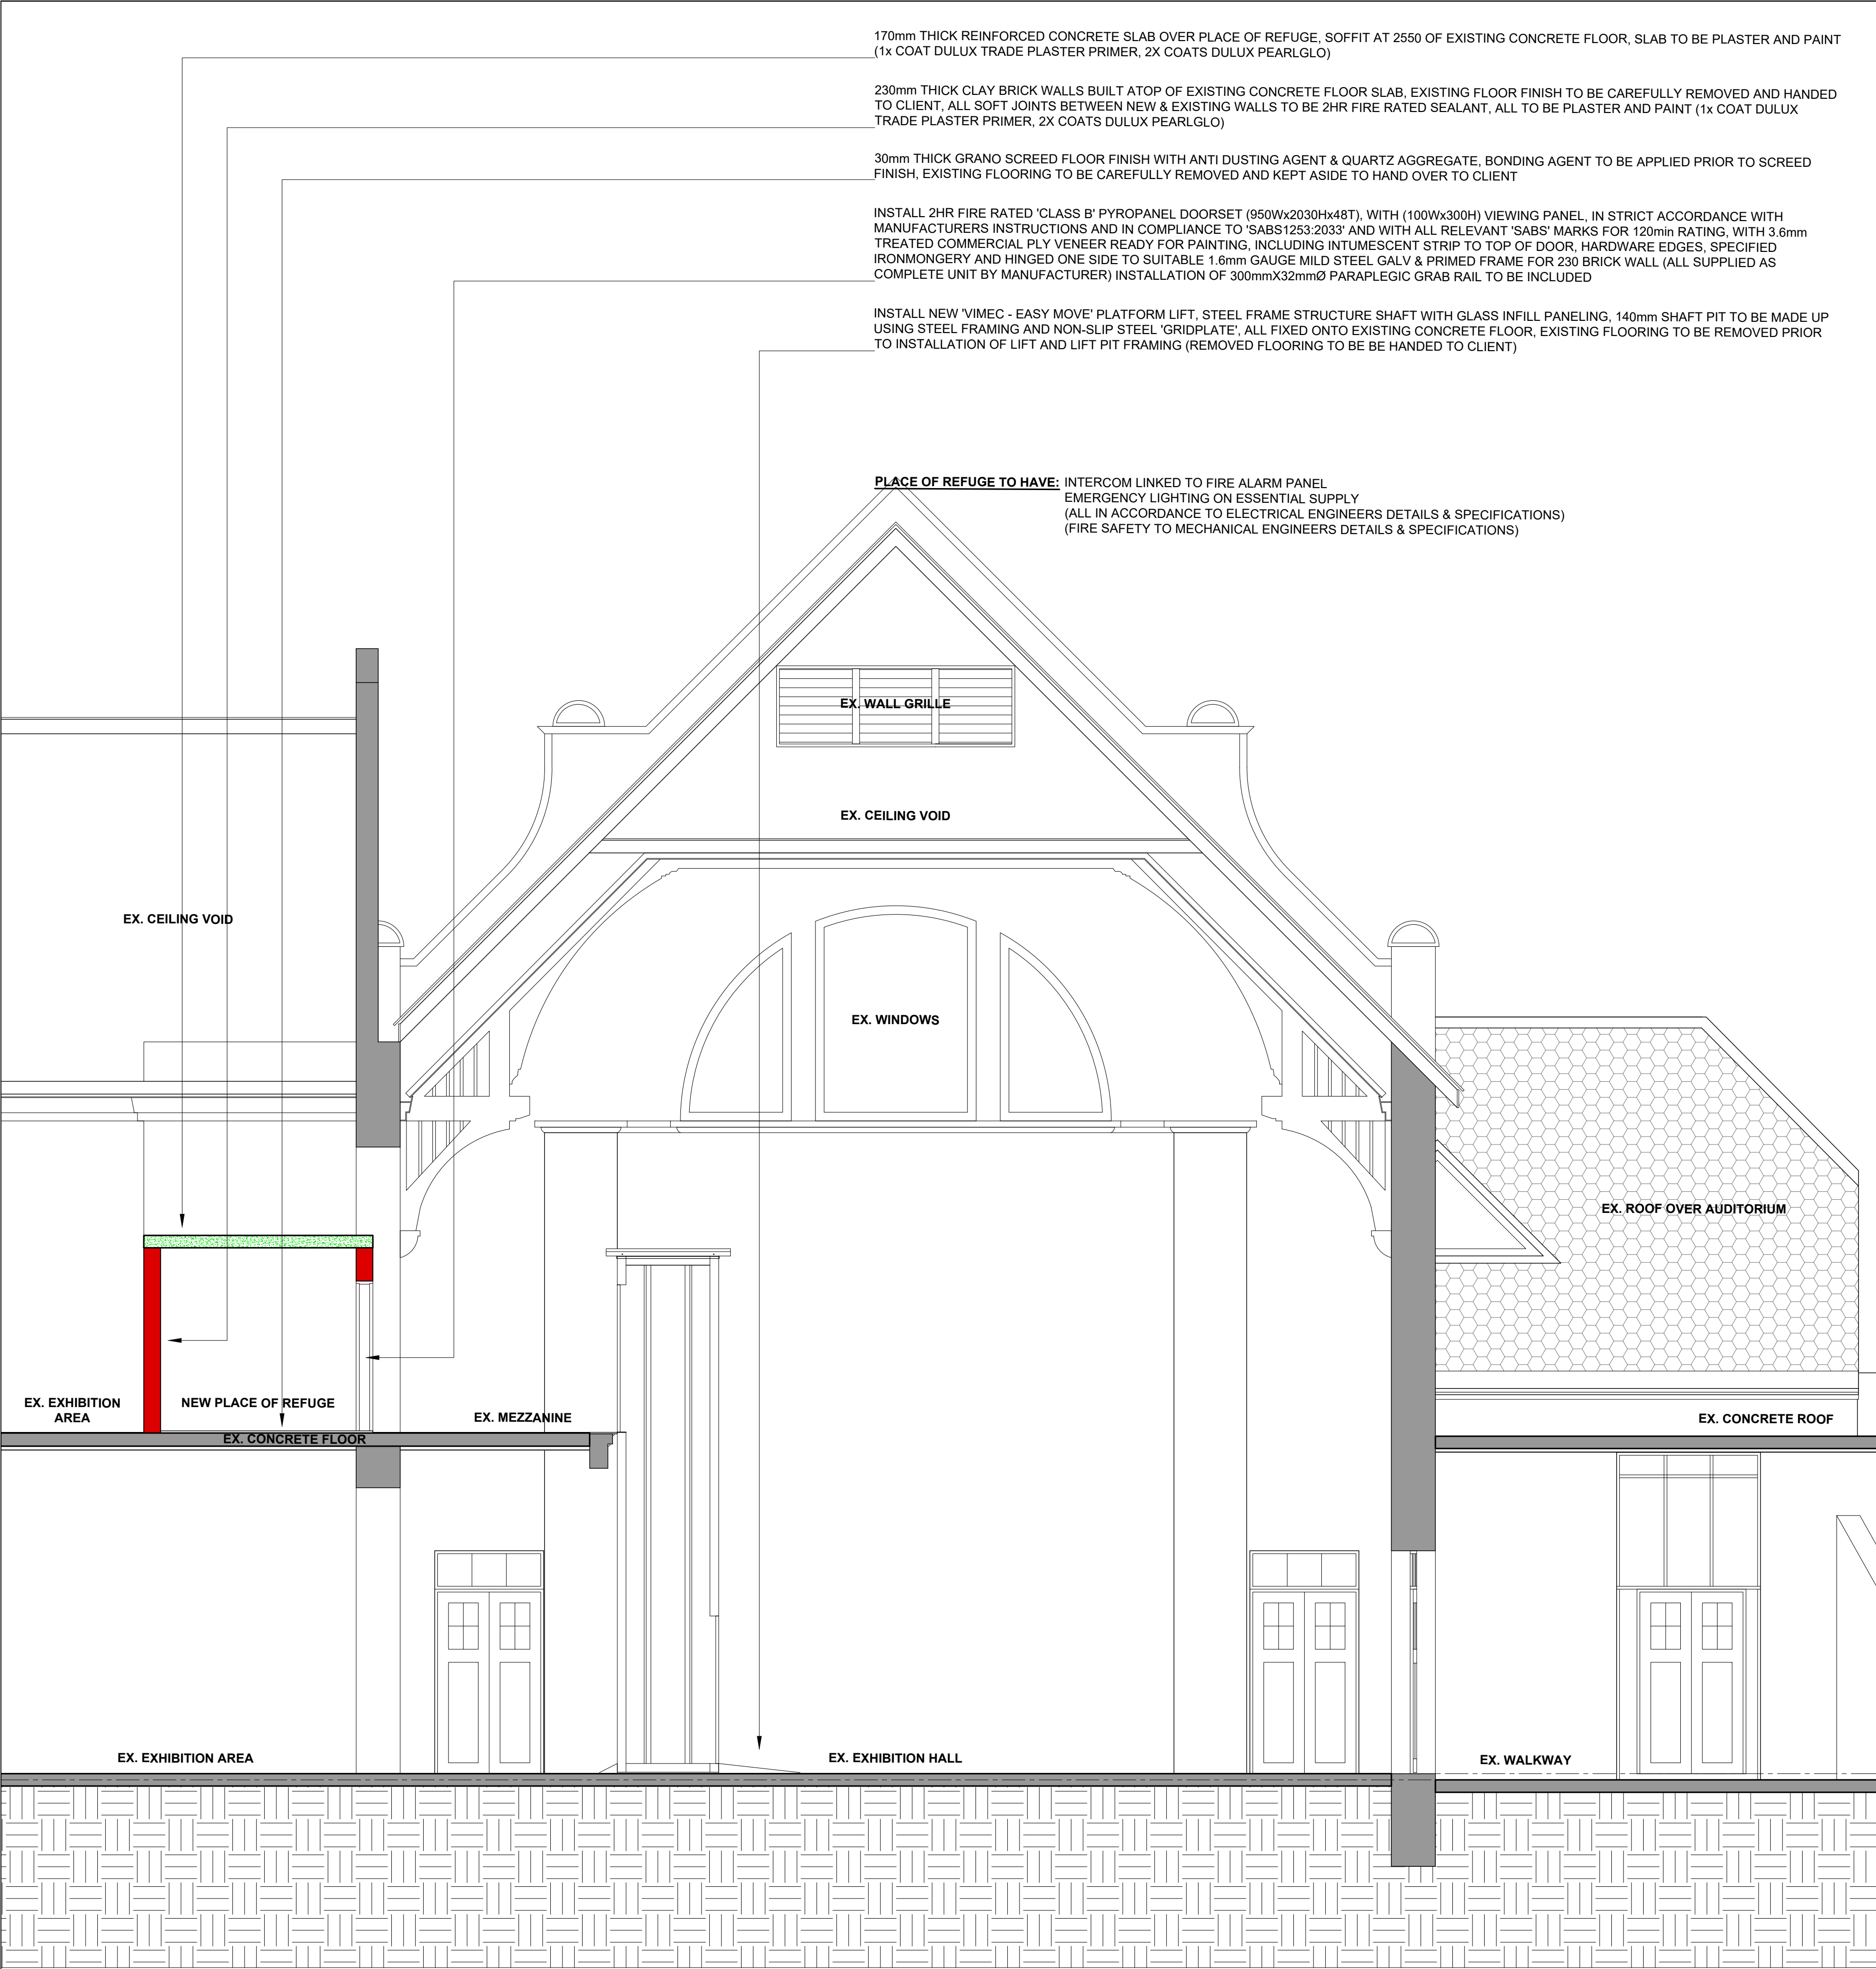 170mm THICK REINFORCED CONCRETE SLAB OVER PLACE OF REFUGE, SOFFIT AT 2550 OF EXISTING CONCRETE FLOOR, SLAB TO BE PLASTER AND PAINT
(1x COAT DULUX TRADE PLASTER PRIMER, 2X COATS DULUX PEARLGLO)
230mm THICK CLAY BRICK WALLS BUILT ATOP OF EXISTING CONCRETE FLOOR SLAB, EXISTING FLOOR FINISH TO BE CAREFULLY REMOVED AND HANDED
TO CLIENT, ALL SOFT JOINTS BETWEEN NEW & EXISTING WALLS TO BE 2HR FIRE RATED SEALANT, ALL TO BE PLASTER AND PAINT (1x COAT DULUX
TRADE PLASTER PRIMER, 2X COATS DULUX PEARLGLO)
30mm THICK GRANO SCREED FLOOR FINISH WITH ANTI DUSTING AGENT & QUARTZ AGGREGATE, BONDING AGENT TO BE APPLIED PRIOR TO SCREED
FINISH, EXISTING FLOORING TO BE CAREFULLY REMOVED AND KEPT ASIDE TO HAND OVER TO CLIENT
INSTALL 2HR FIRE RATED 'CLASS B' PYROPANEL DOORSET (950Wx2030Hx48T), WITH (100Wx300H) VIEWING PANEL, IN STRICT ACCORDANCE WITH
MANUFACTURERS INSTRUCTIONS AND IN COMPLIANCE TO 'SABS1253:2033' AND WITH ALL RELEVANT 'SABS' MARKS FOR 120min RATING, WITH 3.6mm
TREATED COMMERCIAL PLY VENEER READY FOR PAINTING, INCLUDING INTUMESCENT STRIP TO TOP OF DOOR, HARDWARE EDGES, SPECIFIED
IRONMONGERY AND HINGED ONE SIDE TO SUITABLE 1.6mm GAUGE MILD STEEL GALV & PRIMED FRAME FOR 230 BRICK WALL (ALL SUPPLIED AS
COMPLETE UNIT BY MANUFACTURER) INSTALLATION OF 300mmX32mmØ PARAPLEGIC GRAB RAIL TO BE INCLUDED
INSTALL NEW 'VIMEC - EASY MOVE' PLATFORM LIFT, STEEL FRAME STRUCTURE SHAFT WITH GLASS INFILL PANELING, 140mm SHAFT PIT TO BE MADE UP
USING STEEL FRAMING AND NON-SLIP STEEL 'GRIDPLATE', ALL FIXED ONTO EXISTING CONCRETE FLOOR, EXISTING FLOORING TO BE REMOVED PRIOR
TO INSTALLATION OF LIFT AND LIFT PIT FRAMING (REMOVED FLOORING TO BE BE HANDED TO CLIENT)
PLACE OF REFUGE TO HAVE: INTERCOM LINKED TO FIRE ALARM PANEL
EMERGENCY LIGHTING ON ESSENTIAL SUPPLY
(ALL IN ACCORDANCE TO ELECTRICAL ENGINEERS DETAILS & SPECIFICATIONS)
(FIRE SAFETY TO MECHANICAL ENGINEERS DETAILS & SPECIFICATIONS)
EX. WALL GRILLE
EX. CEILING VOID
EX. CEILING VOID
EX. WINDOWS
EX. ROOF OVER AUDITORIUM
EX. EXHIBITION
AREA
NEW PLACE OF REFUGE
EX. MEZZANINE
EX. CONCRETE ROOF
EX. CONCRETE FLOOR
EX. EXHIBITION AREA
EX. EXHIBITION HALL
EX. WALKWAY